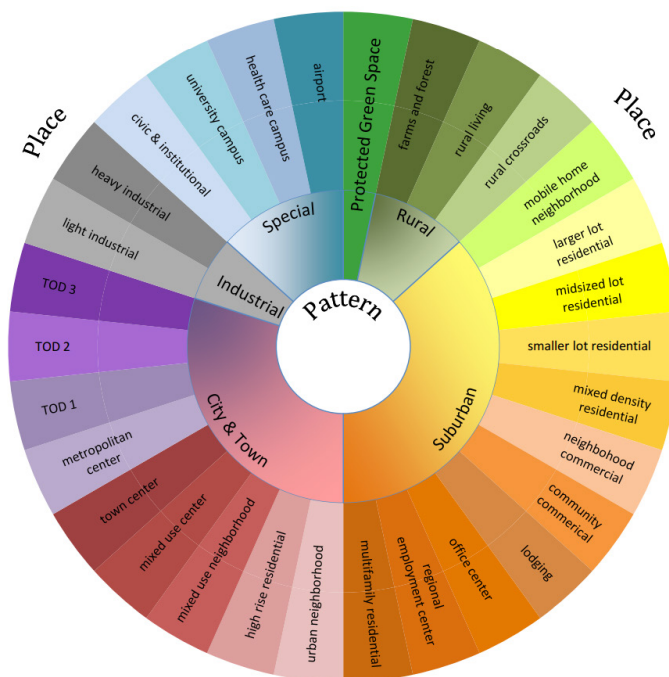 Place
Place
Pattern
Protected Green Space
Rural
Suburban
City & Town
Industrial
Special
farms and forest
rural living
rural crossroads
mobile home
neighborhood
larger lot
residential
midsized lot
residential
smaller lot residential
mixed density
residential
neighbohood
commercial
community
commerical
lodging
office center
regional
employment center
multifamily residential
urban neighborhood
high rise residential
mixed use neighborhood
mixed use center
town center
metropolitan
center
TOD 1
TOD 2
TOD 3
light industrial
heavy industrial
civic & institutional
university campus
health care campus
airport